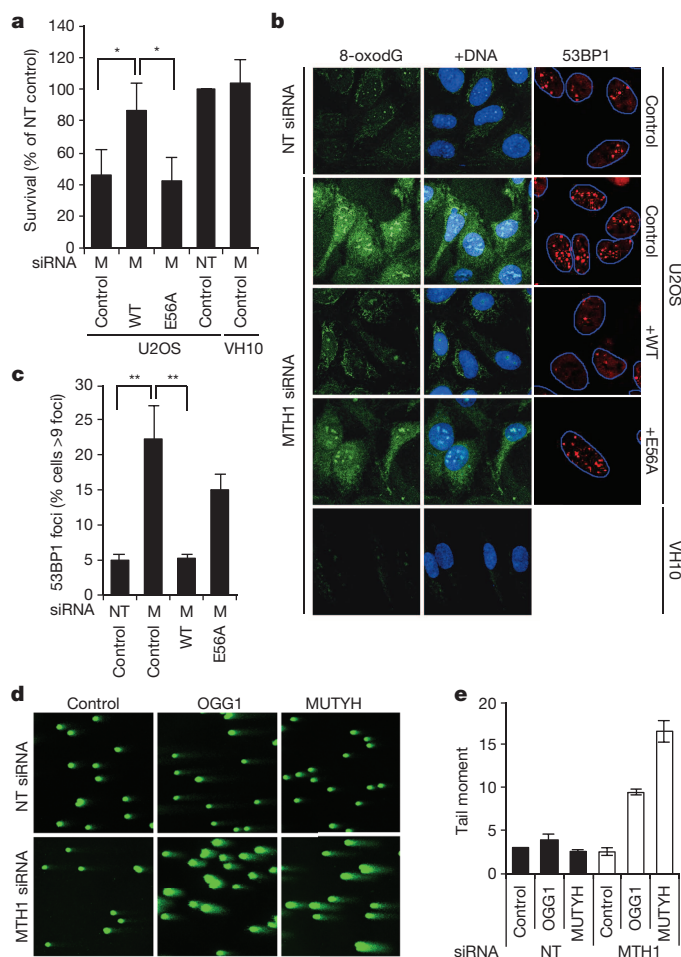 a
Survival (% of NT control)
140
120
100
80
60
40
20
0
* *
siRNA M M M NT M
Control WT E56A Control Control
U2OS VH10
b
8-oxodG +DNA 53BP1
NT siRNA
MTH1 siRNA
Control
Control
+WT
+E56A
U2OS
VH10
c
53BP1 foci (% cells >9 foci)
30
25
20
15
10
5
0
** **
siRNA NT M M M
Control Control WT E56A
d
Control OGG1 MUTYH
NT siRNA
MTH1 siRNA
e
Tail moment
20
15
10
5
0
Control OGG1 MUTYH Control OGG1 MUTYH
siRNA NT MTH1